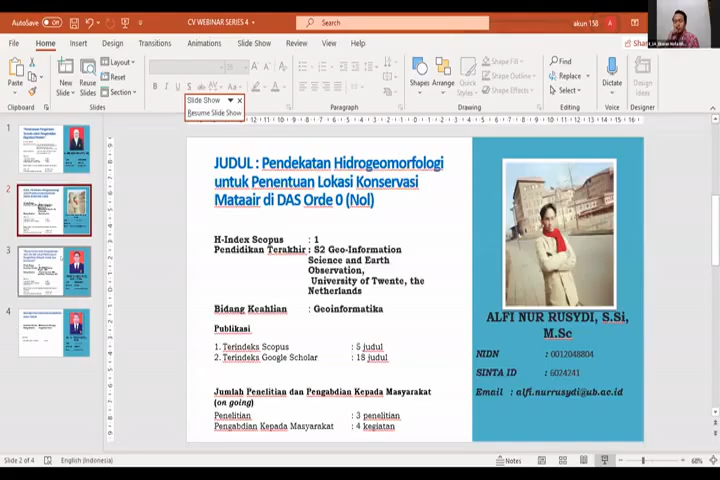 AutoSave Off
CV WEBINAR SERIES 4
Search
akun 158
A
File Home Insert Design Transitions Animations Slide Show Review View Help
Paste
Clipboard
New Slide
Reuse Slides
Layout
Reset
Section
Slides
Slide Show
Resume Slide Show
Paragraph
Shapes
Arrange
Quick Styles
Shape Fill
Shape Outline
Shape Effects
Drawing
Find
Replace
Select
Editing
Dictate
Voice
Design Ideas
Designer
1
2
3
4
JUDUL : Pendekatan Hidrogeomorfologi
untuk Penentuan Lokasi Konservasi
Mataair di DAS Orde 0 (Nol)
H-Index Scopus : 1
Pendidikan Terakhir : S2 Geo-Information
Science and Earth
Observation,
University of Twente, the
Netherlands
Bidang Keahlian : Geoinformatika
Publikasi
1. Terindeks Scopus : 5 judul
2. Terindeks Google Scholar : 18 judul
Jumlah Penelitian dan Pengabdian Kepada Masyarakat
(on going)
Penelitian : 3 penelitian
Pengabdian Kepada Masyarakat : 4 kegiatan
ALFI NUR RUSYDI, S.Si,
M.Sc
NIDN : 0012048804
SINTA ID : 6024241
Email : alfi.nurrusydi@ub.ac.id
Slide 2 of 4
English (Indonesia)
Notes
68%